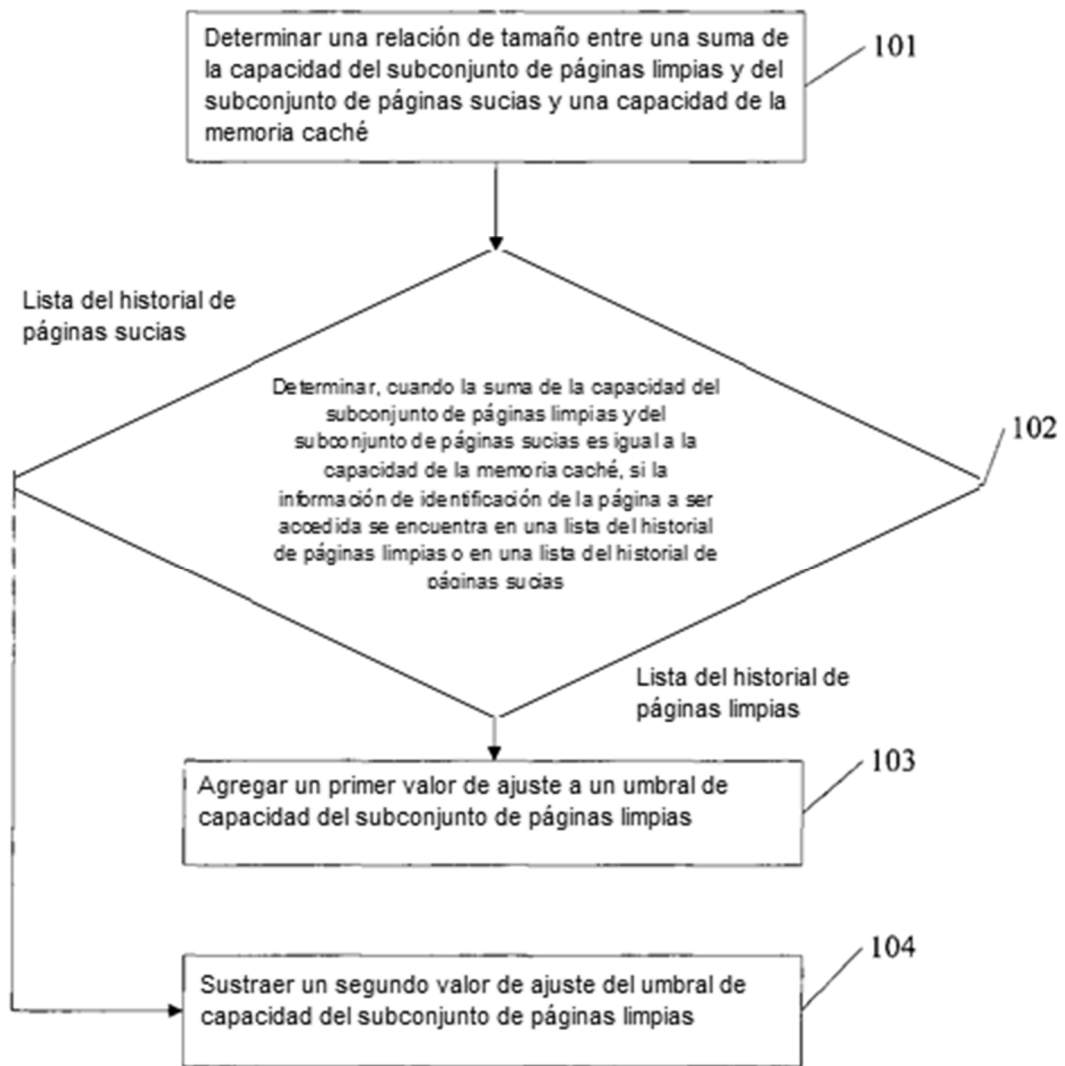 Determinar una relación de tamaño entre una suma de
la capacidad del subconjunto de páginas limpias y del
subconjunto de páginas sucias y una capacidad de la
memoria caché
101
Lista del historial de
páginas sucias
Determinar, cuando la suma de la capacidad del
subconjunto de páginas limpias y del
subconjunto de páginas sucias es igual a la
capacidad de la memoria caché, si la
información de identificación de la página a ser
accedida se encuentra en una lista del historial
de páginas limpias o en una lista del historial de
páginas sucias
102
Lista del historial de
páginas limpias
Agregar un primer valor de ajuste a un umbral de
capacidad del subconjunto de páginas limpias
103
Sustraer un segundo valor de ajuste del umbral de
capacidad del subconjunto de páginas limpias
104